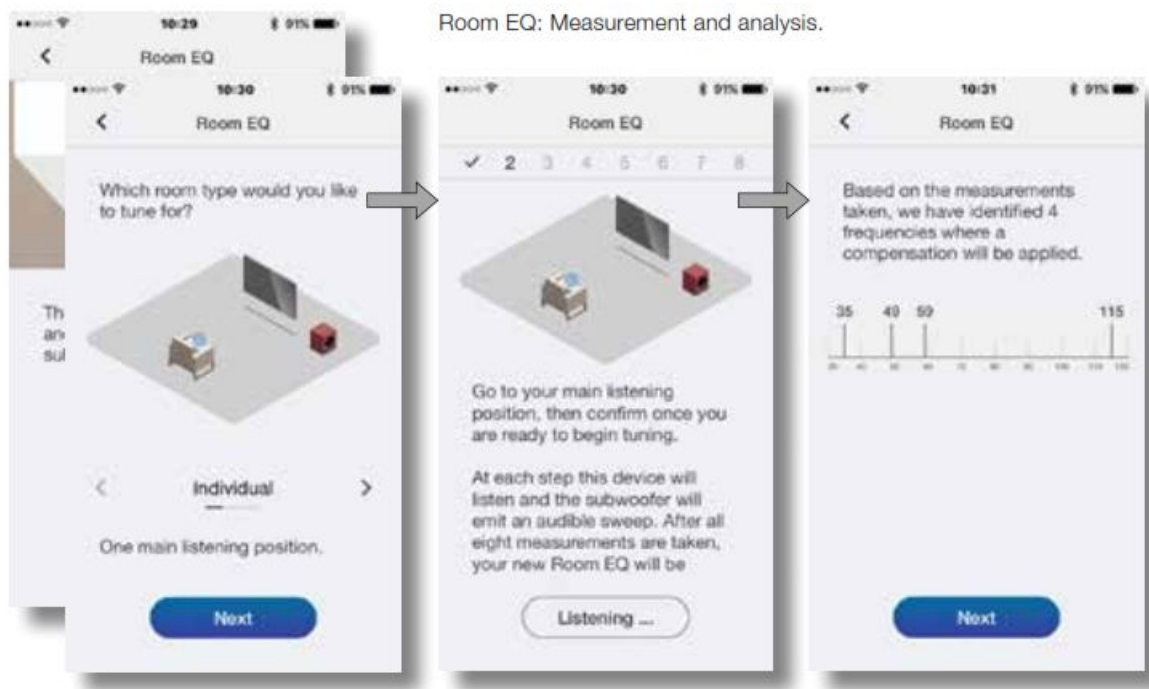 Room EQ: Measurement and analysis.
10:29
91%
Room EQ
Th
an
sul
10:30
91%
Room EQ
Which room type would you like
to tune for?
Individual
One main listening position.
Next
10:30
91%
Room EQ
2 3 4 5 6 7 8
Go to your main listening
position, then confirm once you
are ready to begin tuning.
At each step this device will
listen and the subwoofer will
emit an audible sweep. After all
eight measurements are taken,
your new Room EQ will be
Listening ...
10:31
91%
Room EQ
Based on the measurements
taken, we have identified 4
frequencies where a
compensation will be applied.
35 49 59 115
Next